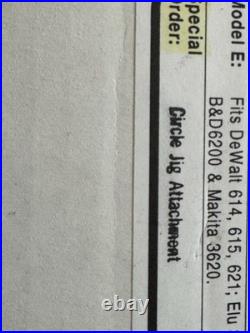 Model E: Fits DeWalt 614, 615, 621; Elu
B&D6200 & Makita 3620.
Special
Order: Circle Jig Attachment